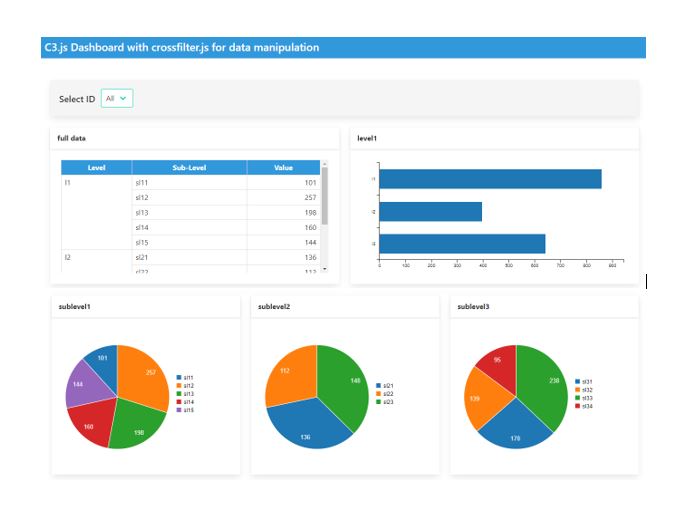 C3.js Dashboard with crossfilter.js for data manipulation
Select ID All
full data
Level Sub-Level Value
l1 sl11 101
sl12 257
sl13 198
sl14 160
sl15 144
l2 sl21 136
sl22 112
level1
l1
l2
l3
0 100 200 300 400 500 600 700 800 900
sublevel1
101
257
144
160
198
sl11
sl12
sl13
sl14
sl15
sublevel2
112
148
136
sl21
sl22
sl23
sublevel3
95
238
139
170
sl31
sl32
sl33
sl34